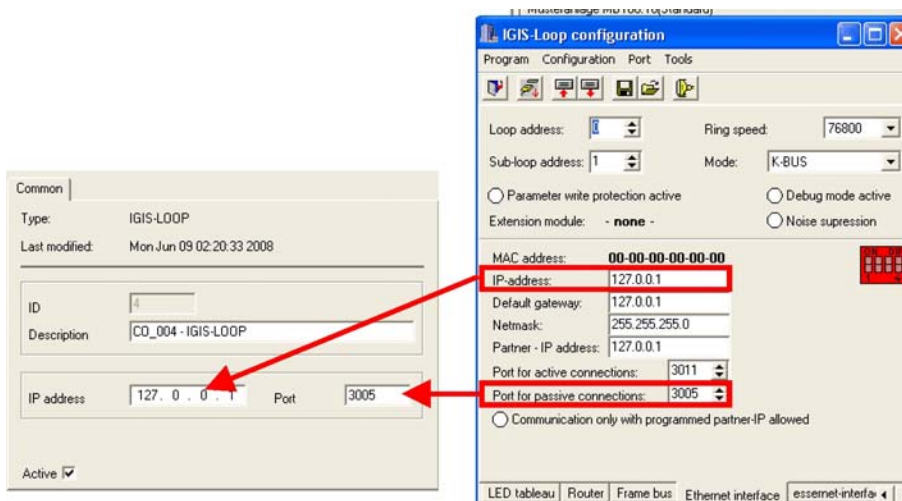 Musteranlage MB100.10(Standard)
IGIS-Loop configuration
Program Configuration Port Tools
Loop address: 0 Ring speed: 76800
Sub-loop address: 1 Mode: K-BUS
Parameter write protection active Debug mode active
Extension module: - none - Noise supression
MAC address: 00-00-00-00-00-00
IP-address: 127.0.0.1
Default gateway: 127.0.0.1
Netmask: 255.255.255.0
Partner - IP address: 127.0.0.1
Port for active connections: 3011
Port for passive connections: 3005
Communication only with programmed partner-IP allowed
LED tableau Router Frame bus Ethernet interface essernet-interfa
Common
Type: IGIS-LOOP
Last modified: Mon Jun 09 02:20:33 2008
ID 4
Description CO_004 - IGIS-LOOP
IP address 127. 0 . 0 . 1 Port 3005
Active